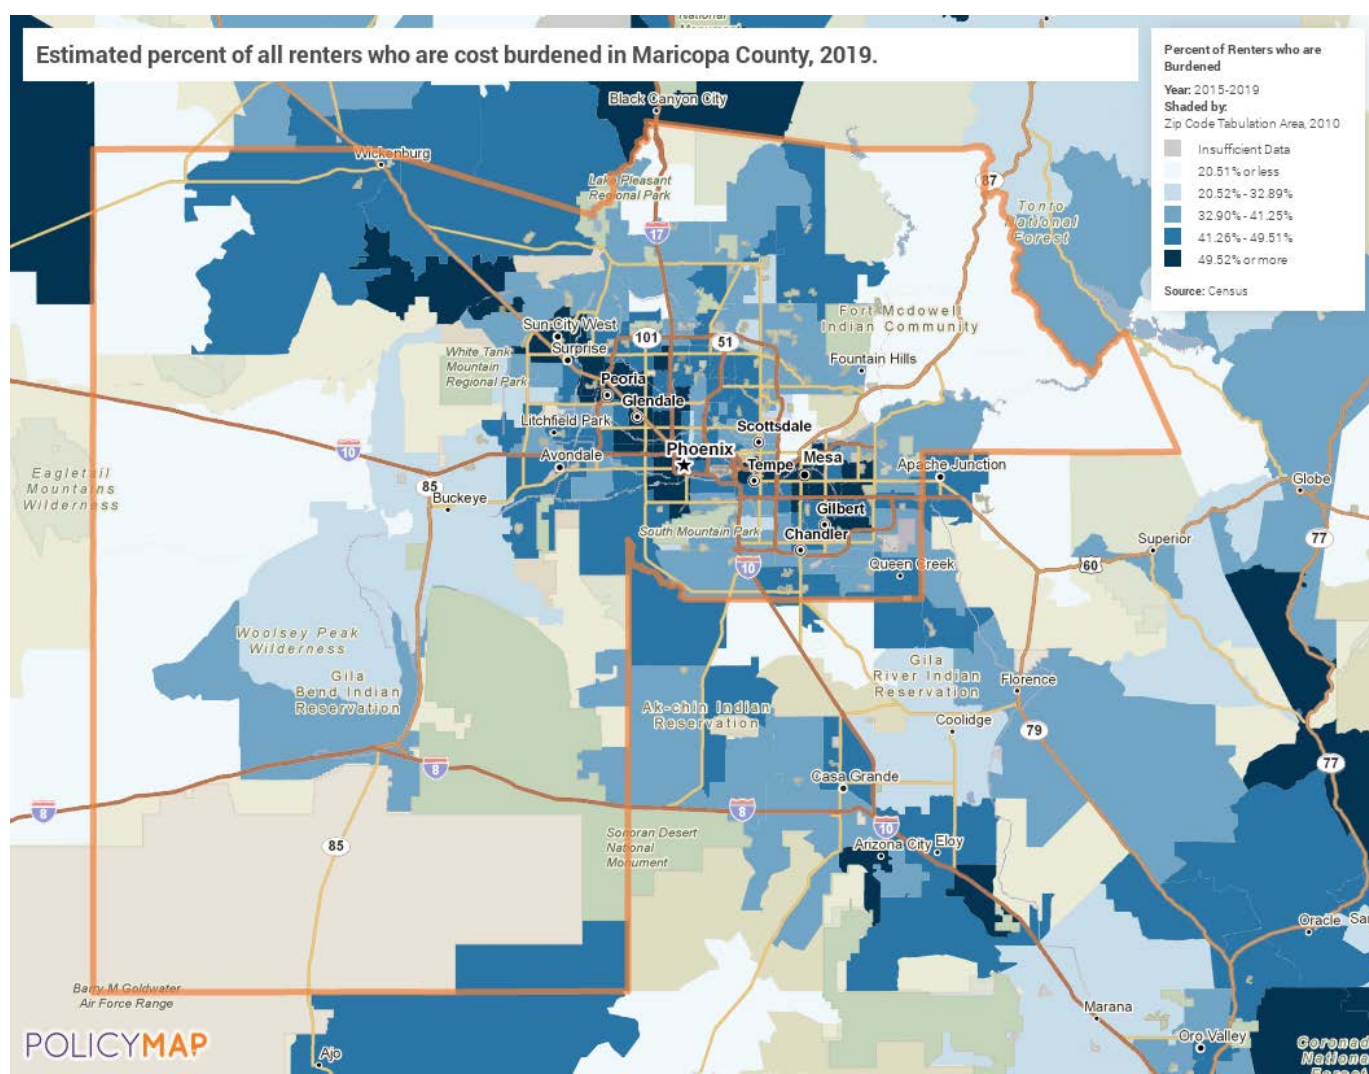 National
Monument
Estimated percent of all renters who are cost burdened in Maricopa County, 2019.
Percent of Renters who are
Burdened
Year: 2015-2019
Shaded by:
Zip Code Tabulation Area, 2010
Insufficient Data
20.51% or less
20.52% - 32.89%
32.90% - 41.25%
41.26% - 49.51%
49.52% or more
Source: Census
Black Canyon City
Wickenburg
Lake Pleasant
Regional Park
87
Tonto
National
Forest
17
Fort Mcdowell
Indian Community
Sun City West
101
51
Surprise
White Tank
Mountain
Regional Park
Fountain Hills
Peoria
Glendale
Litchfield Park
Scottsdale
10
Phoenix
Avondale
Tempe
Mesa
Apache Junction
Eagletail
Mountains
Wilderness
85
Buckeye
Globe
Gilbert
South Mountain Park
Chandler
Superior
77
10
Queen Creek
60
Woolsey Peak
Wilderness
Gila
Bend Indian
Reservation
Gila
River Indian
Reservation
Florence
Ak-chin Indian
Reservation
Coolidge
79
77
8
Casa Grande
8
8
10
Sonoran Desert
National
Monument
85
Arizona City
Eloy
Oracle
Sa
Barry M Goldwater
Air Force Range
Marana
Oro Valley
POLICYMAP
Ajo
Coronad
Nationa
Forest